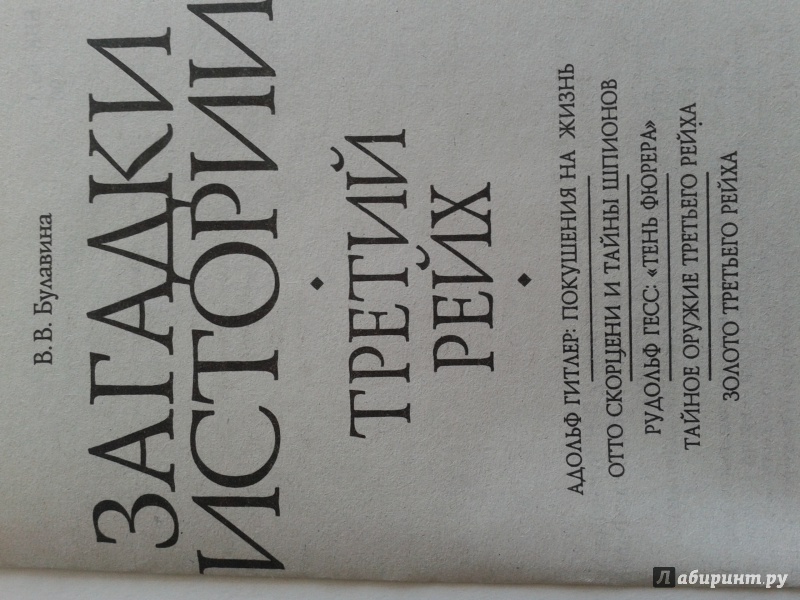 В. В. Булавина
ЗАГАДКИ
ИСТОРИИ
ТРЕТИЙ
РЕЙХ
АДОЛЬФ ГИТЛЕР: ПОКУШЕНИЯ НА ЖИЗНЬ
ОТТО СКОРЦЕНИ И ТАЙНЫ ШПИОНОВ
РУДОЛЬФ ГЕСС: «ТЕНЬ ФЮРЕРА»
ТАЙНОЕ ОРУЖИЕ ТРЕТЬЕГО РЕЙХА
ЗОЛОТО ТРЕТЬЕГО РЕЙХА
Лабиринт.ру